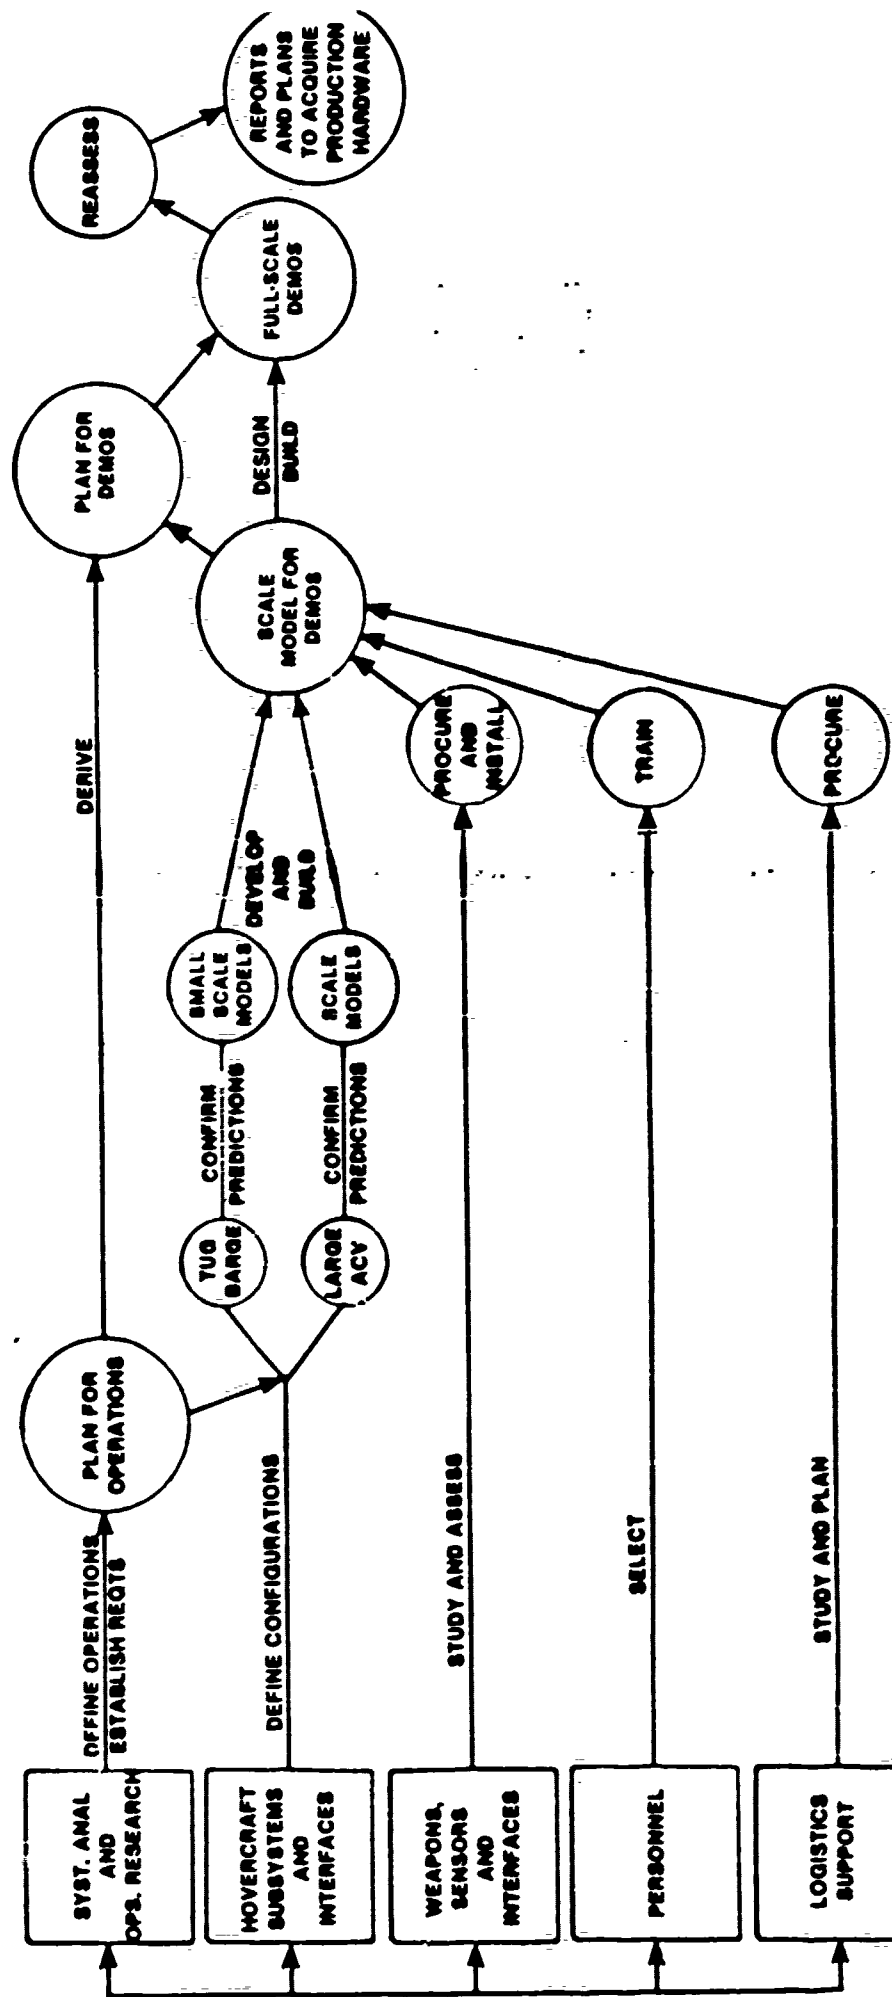 SYST. ANAL
AND
OPS. RESEARCH
DEFINE OPERATIONS
ESTABLISH REQTS
PLAN FOR
OPERATIONS
DERIVE
PLAN FOR
DEMOS
REASSESS
HOVERCRAFT
SUBSYSTEMS
AND
INTERFACES
DEFINE CONFIGURATIONS
TUG
BARGE
CONFIRM
PREDICTIONS
SMALL
SCALE
MODELS
LARGE
ACV
CONFIRM
PREDICTIONS
SCALE
MODELS
DEVELOP
AND
BUILD
SCALE
MODEL FOR
DEMOS
DESIGN
BUILD
FULL-SCALE
DEMOS
REPORTS
AND PLANS
TO ACQUIRE
PRODUCTION
HARDWARE
WEAPONS,
SENSORS
AND
INTERFACES
STUDY AND ASSESS
PROCURE
AND
INSTALL
PERSONNEL
SELECT
TRAIN
LOGISTICS
SUPPORT
STUDY AND PLAN
PROCURE